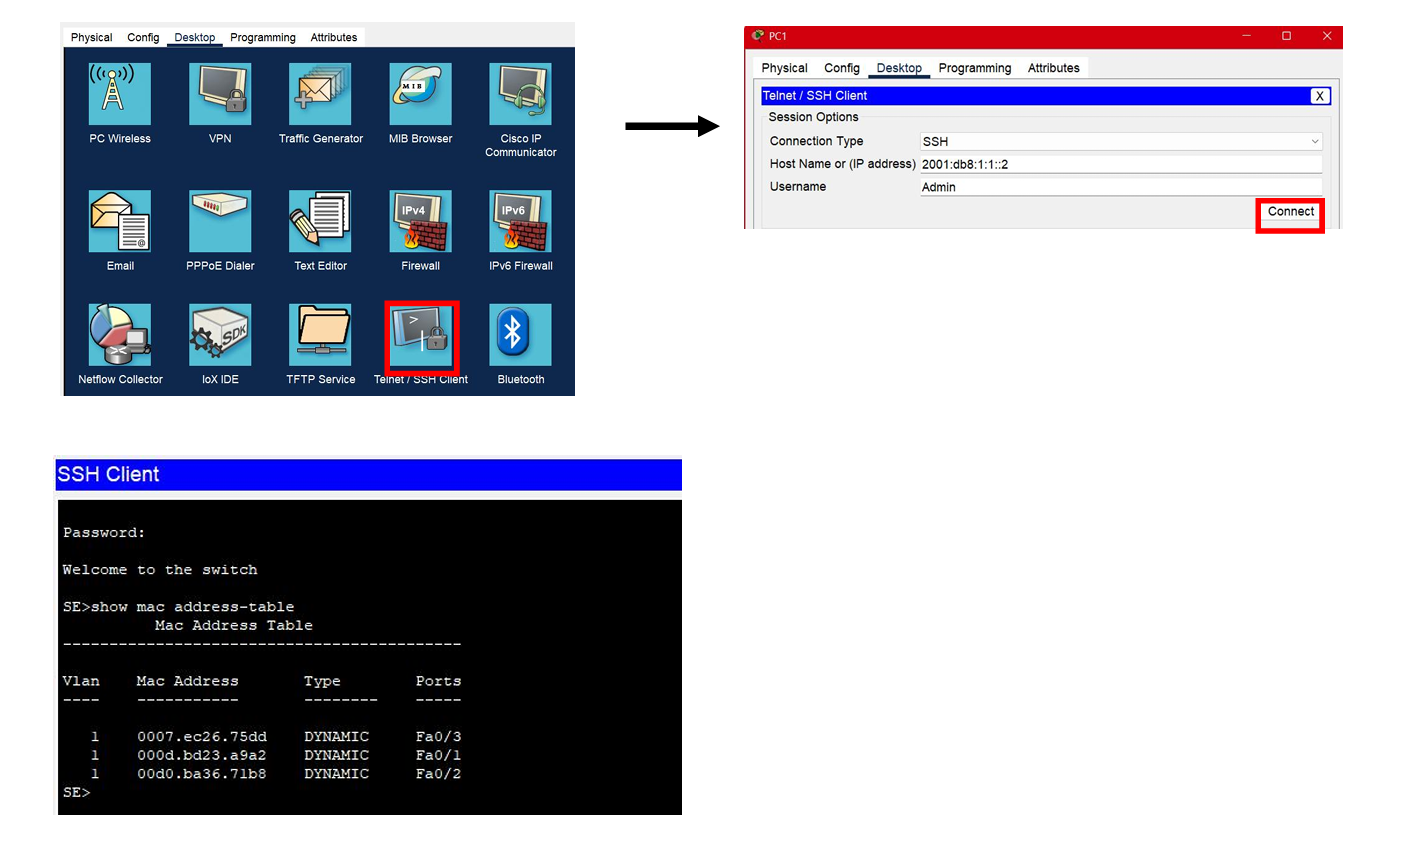 Physical Config Desktop Programming Attributes
((o))
MIB
PC Wireless VPN Traffic Generator MIB Browser Cisco IP Communicator
IPv4 IPv6
@
Email PPPoE Dialer Text Editor Firewall IPv6 Firewall
SDK
>
Netflow Collector IoX IDE TFTP Service Telnet / SSH Client Bluetooth
PC1
Physical Config Desktop Programming Attributes
Telnet / SSH Client X
Session Options
Connection Type SSH
Host Name or (IP address) 2001:db8:1:1::2
Username Admin
Connect
SSH Client
Password:
Welcome to the switch
SE>show mac address-table
Mac Address Table
-------------------------------------------
Vlan Mac Address Type Ports
---- ----------- -------- -----
1 0007.ec26.75dd DYNAMIC Fa0/3
1 000d.bd23.a9a2 DYNAMIC Fa0/1
1 00d0.ba36.71b8 DYNAMIC Fa0/2
SE>